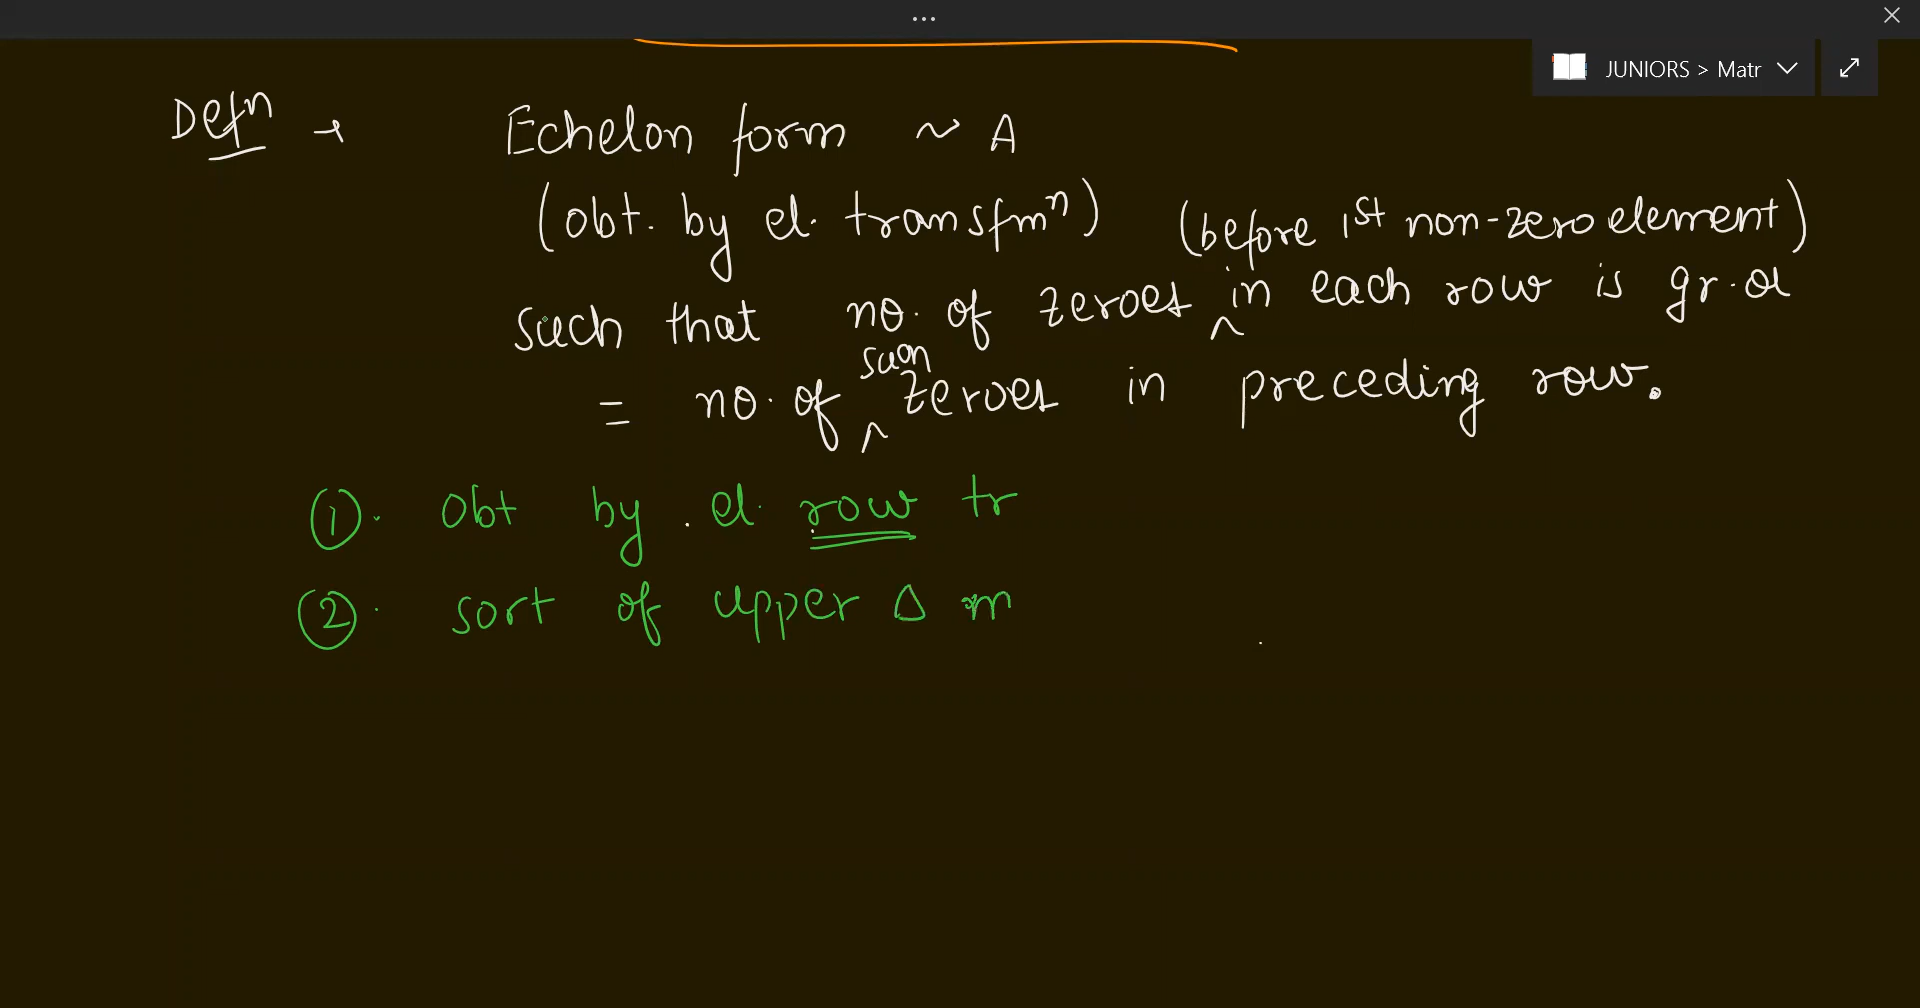 ...
JUNIORS > Matr
Defn → Echelon form ~ A
(obt. by el. transfmn) (before 1st non-zero element)
such that no. of zeroes ^ in each row is gr. or
such
= no. of ^ zeroes in preceding row.
①. Obt by el. row tr
②. sort of upper Δ m